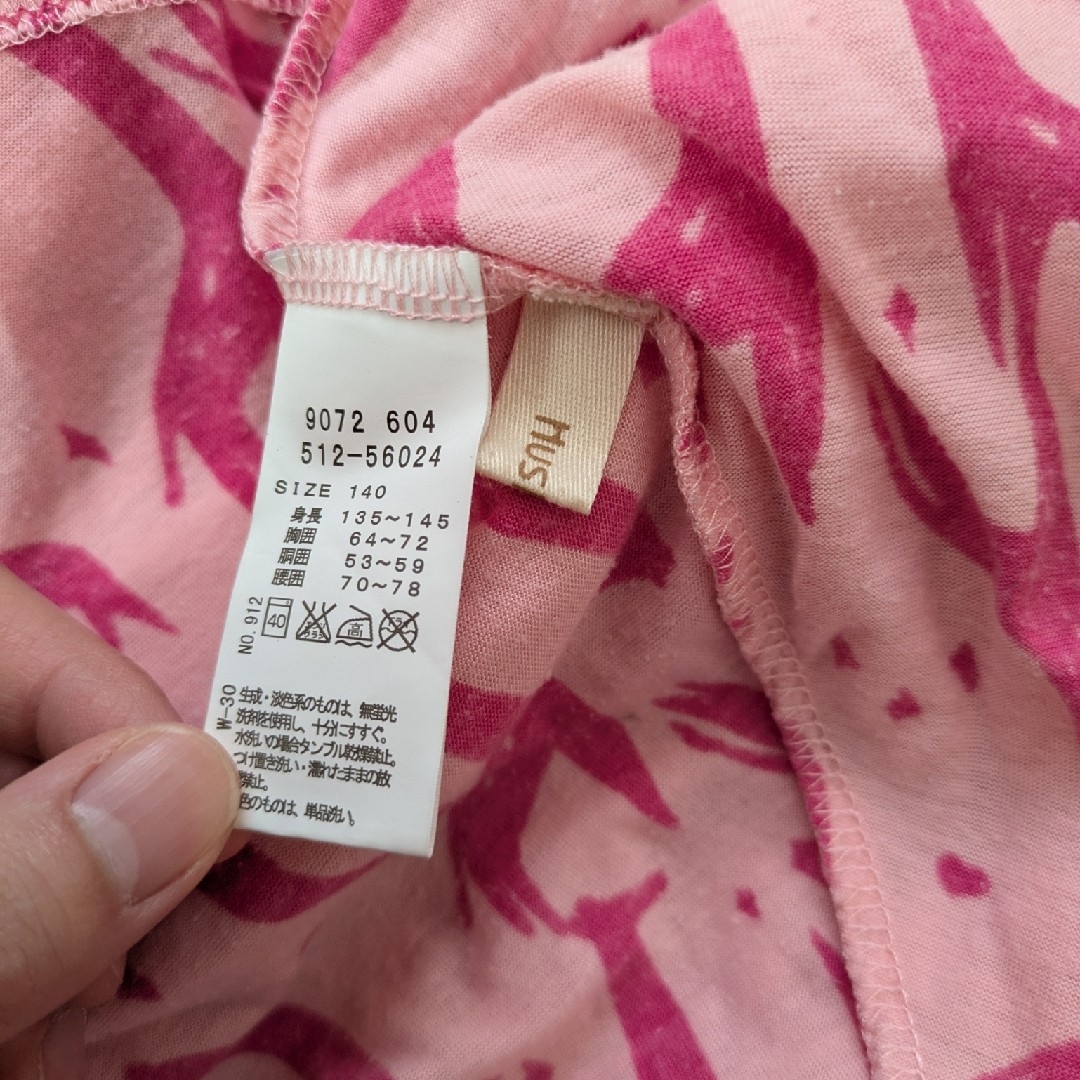 9072 604
512-56024
SIZE 140
身長 135~145
胸囲 64~72
胴囲 53~59
腰囲 70~78
NO.912
40
高
W-30
生成・淡色系のものは、無蛍光
洗剤を使用し、十分にすすぐ。
水洗いの場合タンブル乾燥禁止。
つけ置き洗い・濡れたままの放
禁止。
色のものは、単品洗い。
Mus